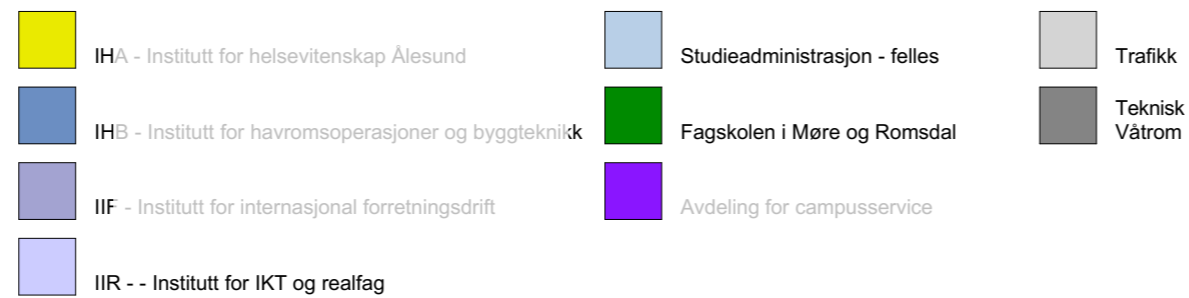 IHA - Institutt for helsevitenskap Ålesund
IHB - Institutt for havromsoperasjoner og byggteknikk
IIF - Institutt for internasjonal forretningsdrift
IIR - - Institutt for IKT og realfag
Studieadministrasjon - felles
Fagskolen i Møre og Romsdal
Avdeling for campusservice
Trafikk
Teknisk
Våtrom